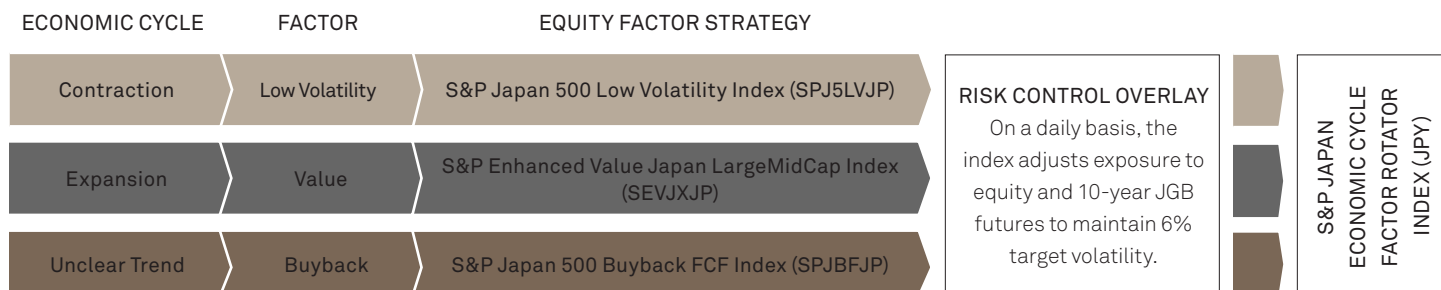 ECONOMIC CYCLE
FACTOR
EQUITY FACTOR STRATEGY
Contraction
Low Volatility
S&P Japan 500 Low Volatility Index (SPJ5LVJP)
Expansion
Value
S&P Enhanced Value Japan LargeMidCap Index
(SEVJXJP)
Unclear Trend
Buyback
S&P Japan 500 Buyback FCF Index (SPJBFJP)
RISK CONTROL OVERLAY
On a daily basis, the
index adjusts exposure to
equity and 10-year JGB
futures to maintain 6%
target volatility.
S&P JAPAN
ECONOMIC CYCLE
FACTOR ROTATOR
INDEX (JPY)